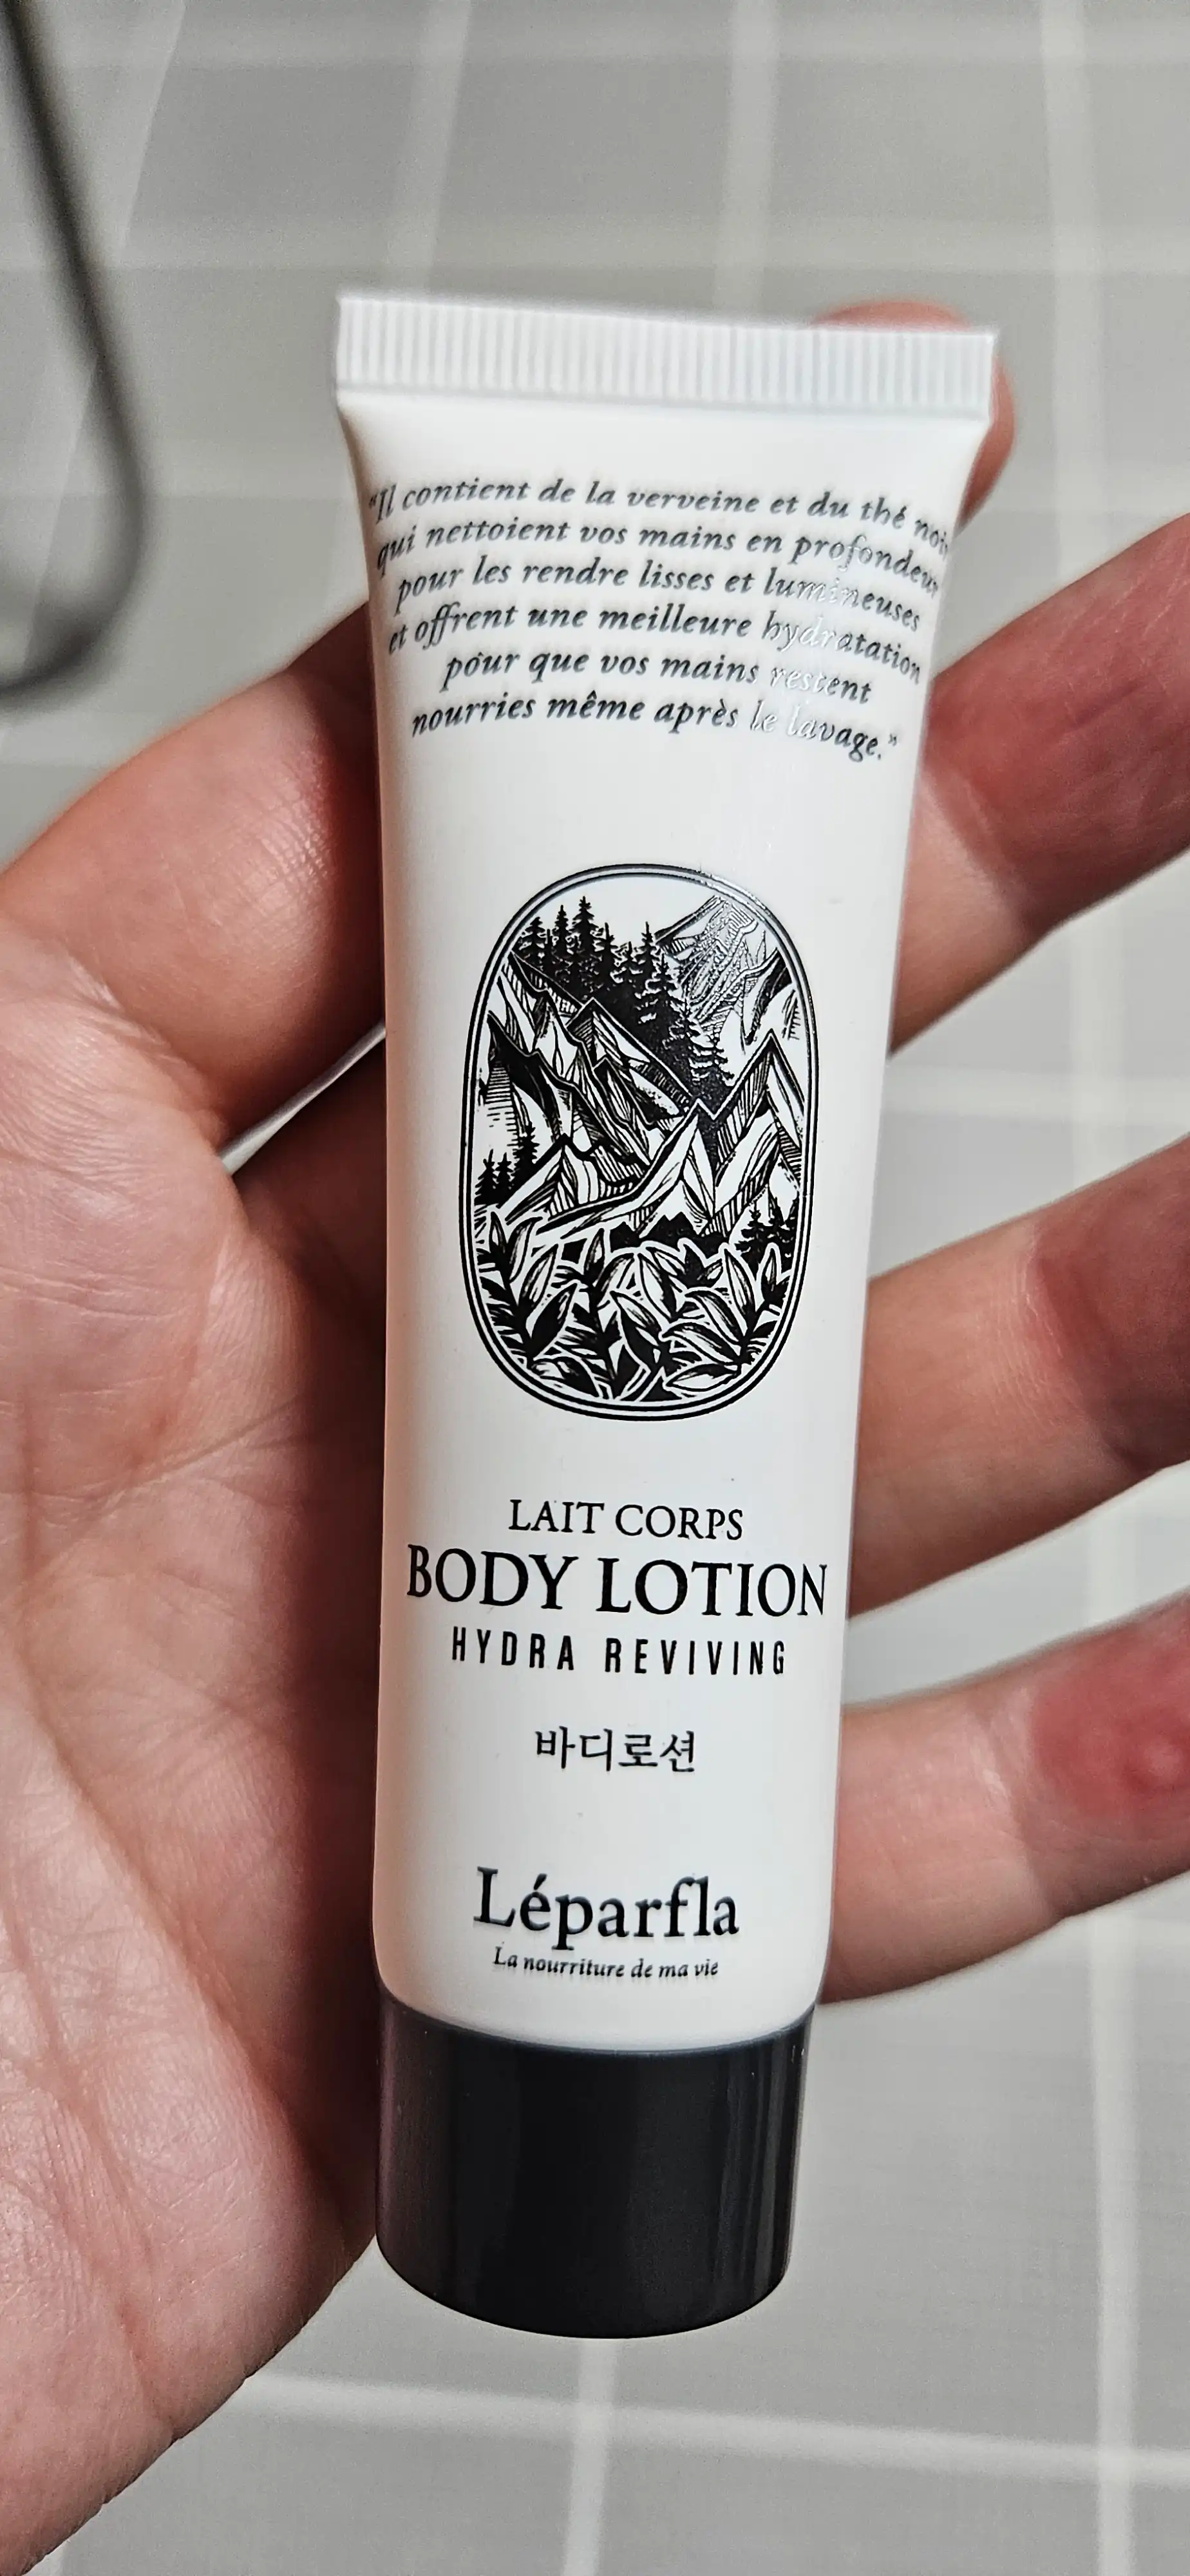 "Il contient de la verveine et du thé noir
qui nettoient vos mains en profondeur
pour les rendre lisses et lumineuses
et offrent une meilleure hydratation
pour que vos mains restent
nourries même après le lavage."
LAIT CORPS
BODY LOTION
HYDRA REVIVING
바디로션
Léparfla
La nourriture de ma vie